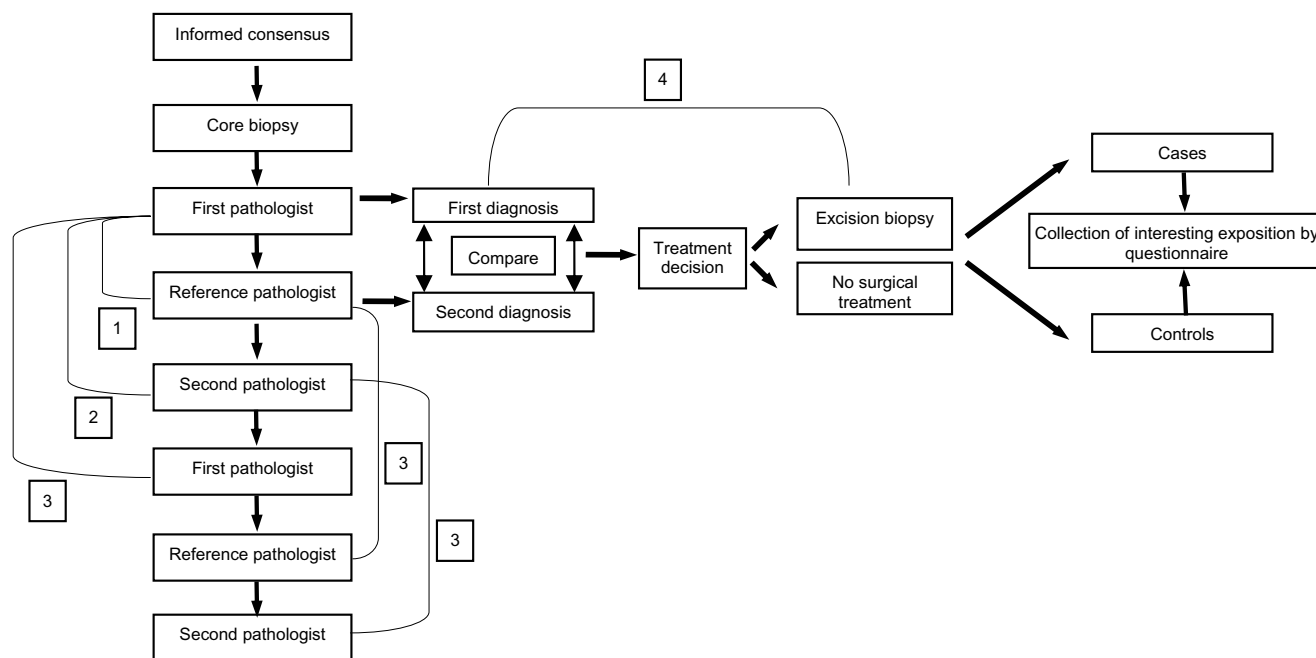 Informed consensus
Core biopsy
First pathologist
Reference pathologist
1
Second pathologist
2
First pathologist
3
3
Reference pathologist
3
Second pathologist
4
First diagnosis
Compare
Second diagnosis
Treatment
decision
Excision biopsy
No surgical
treatment
Cases
Collection of interesting exposition by
questionnaire
Controls